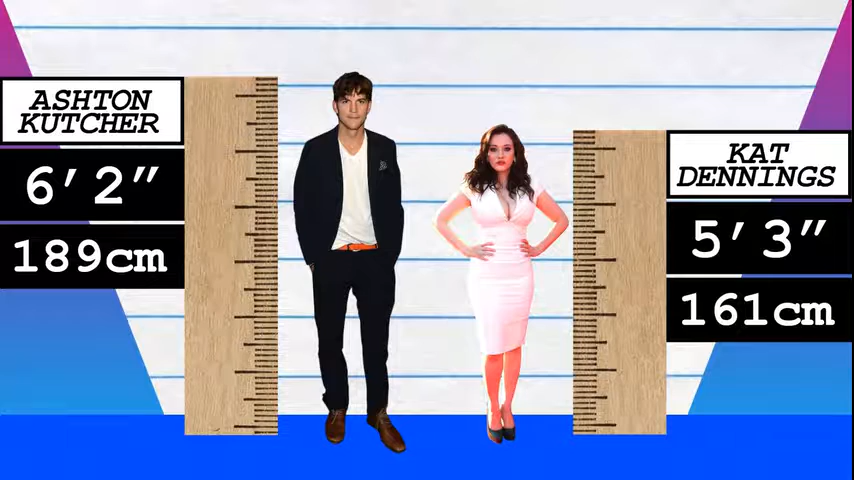 ASHTON
KUTCHER
6’2”
189cm
KAT
DENNINGS
5’3”
161cm